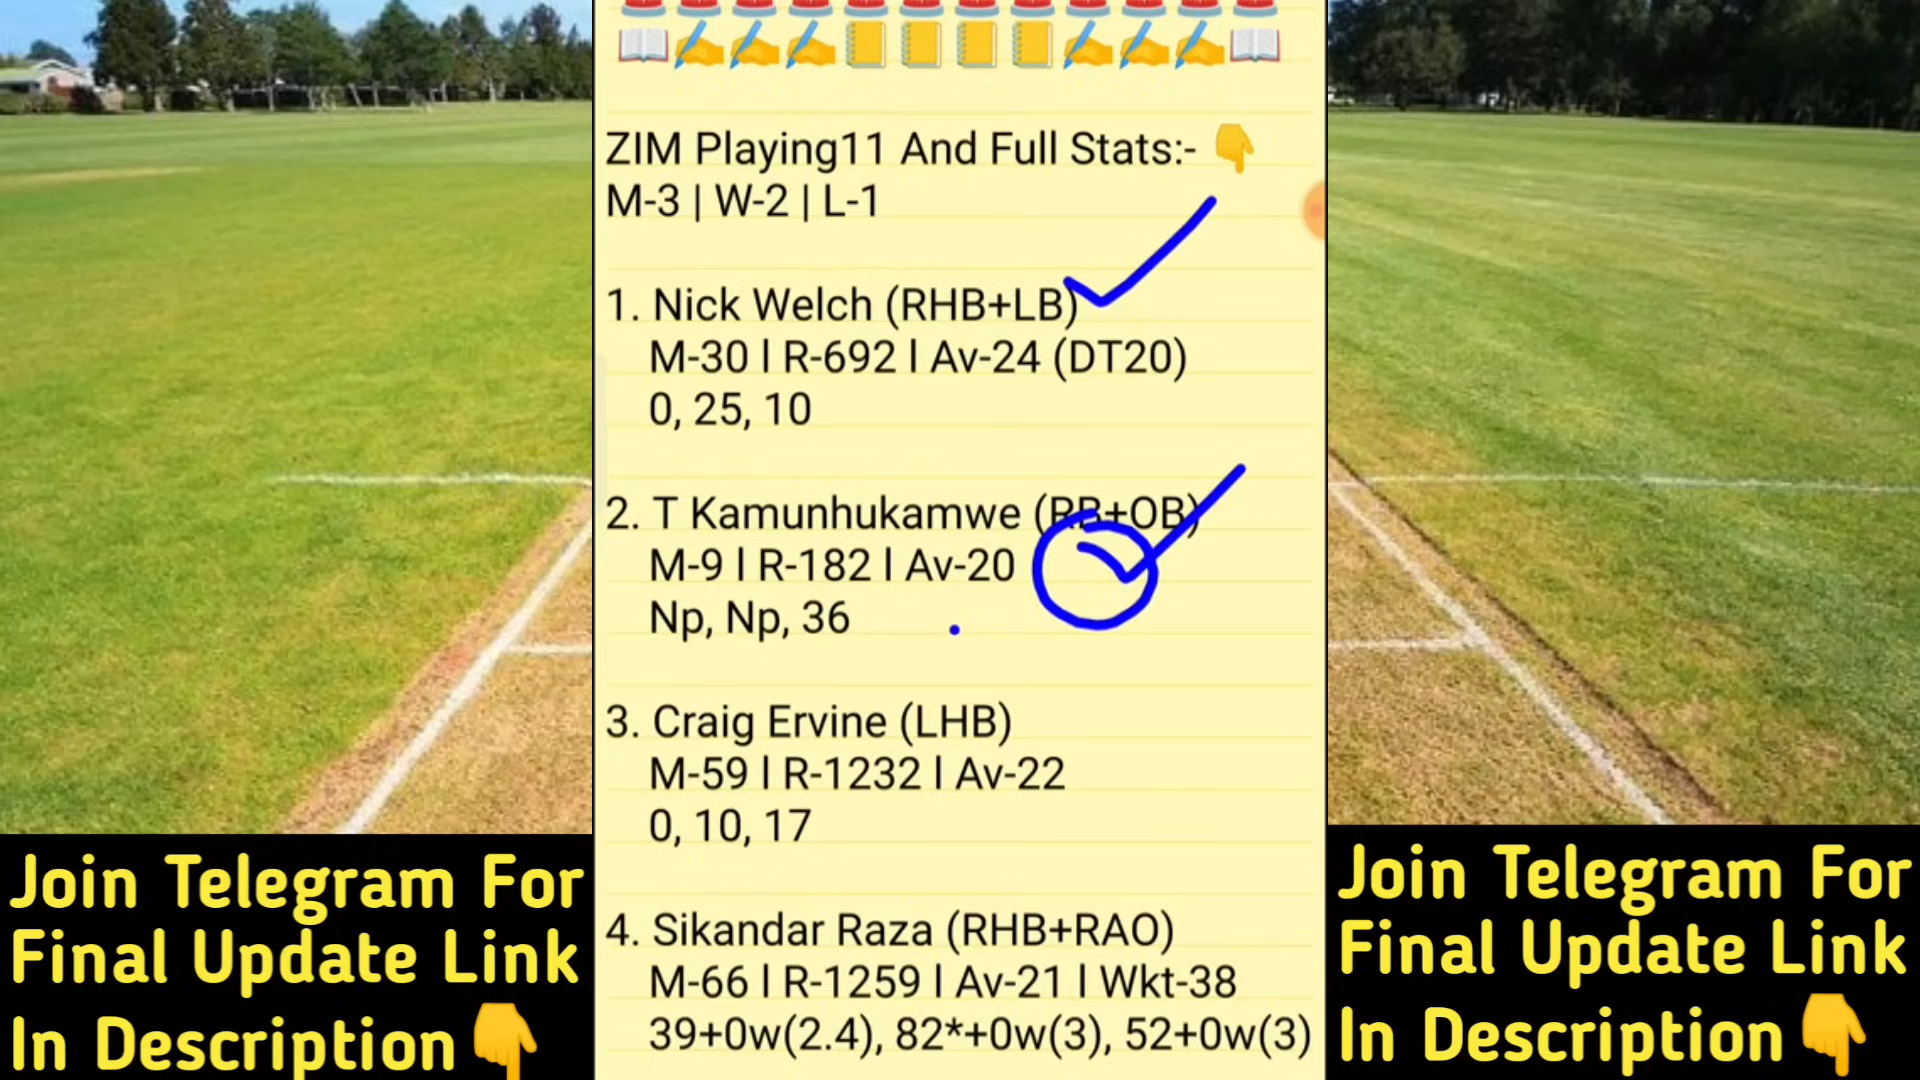 ZIM Playing11 And Full Stats:-
M-3 | W-2 | L-1
1. Nick Welch (RHB+LB)
M-30 l R-692 l Av-24 (DT20)
0, 25, 10
2. T Kamunhukamwe (RB+OB)
M-9 l R-182 l Av-20
Np, Np, 36
3. Craig Ervine (LHB)
M-59 l R-1232 l Av-22
0, 10, 17
4. Sikandar Raza (RHB+RAO)
M-66 l R-1259 l Av-21 l Wkt-38
39+0w(2.4), 82*+0w(3), 52+0w(3)
Join Telegram For
Final Update Link
In Description
Join Telegram For
Final Update Link
In Description